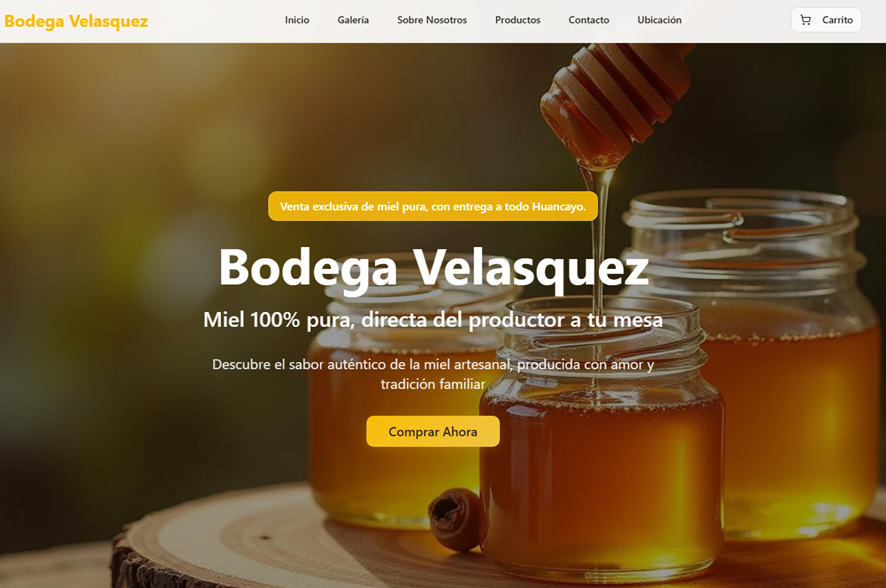 Bodega Velasquez
Inicio Galería Sobre Nosotros Productos Contacto Ubicación
Carrito
Venta exclusiva de miel pura, con entrega a todo Huancayo.
Bodega Velasquez
Miel 100% pura, directa del productor a tu mesa
Descubre el sabor auténtico de la miel artesanal, producida con amor y
tradición familiar
Comprar Ahora